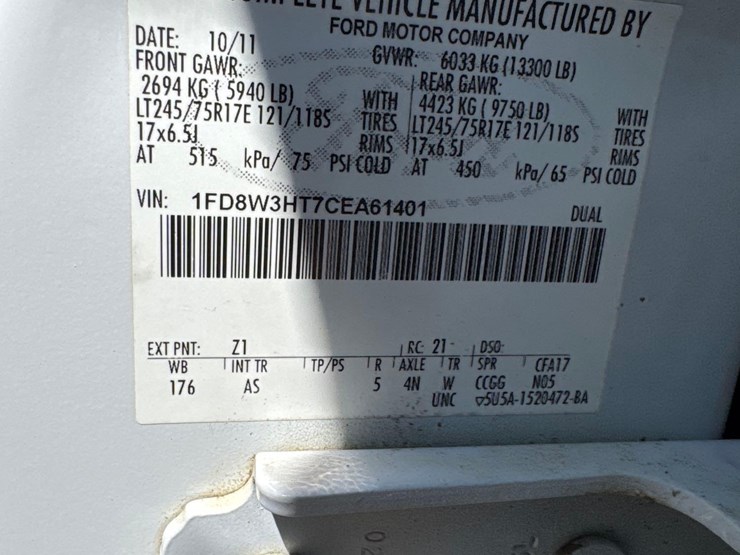 VEHICLE MANUFACTURED BY
FORD MOTOR COMPANY
DATE: 10/11 GVWR: 6033 KG (13300 LB)
FRONT GAWR: REAR GAWR:
2694 KG ( 5940 LB) WITH 4423 KG ( 9750 LB) WITH
LT245/75R17E 121/118S TIRES LT245/75R17E 121/118S TIRES
17x6.5J RIMS 17x6.5J RIMS
AT 515 kPa/ 75 PSI COLD AT 450 kPa/ 65 PSI COLD
VIN: 1FD8W3HT7CEA61401 DUAL
EXT PNT: Z1 RC: 21 DSO:
WB INT TR TP/PS R AXLE TR SPR CFA17
176 AS 5 4N W CCGG N05
UNC 5U5A-1520472-BA